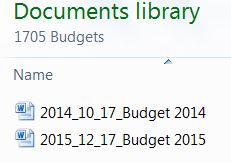 Documents library
1705 Budgets
Name
2014_10_17_Budget 2014
2015_12_17_Budget 2015